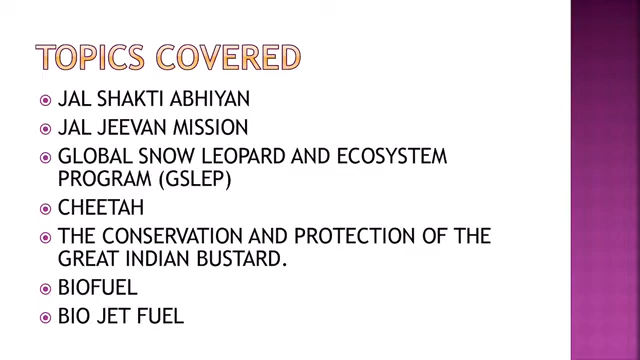 TOPICS COVERED
JAL SHAKTI ABHIYAN
JAL JEEVAN MISSION
GLOBAL SNOW LEOPARD AND ECOSYSTEM
PROGRAM (GSLEP)
CHEETAH
THE CONSERVATION AND PROTECTION OF THE
GREAT INDIAN BUSTARD.
BIOFUEL
BIO JET FUEL